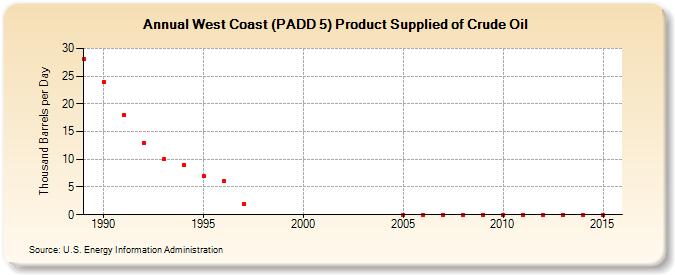 Annual West Coast (PADD 5) Product Supplied of Crude Oil
Thousand Barrels per Day
30
25
20
15
10
5
0
1990 1995 2000 2005 2010 2015
Source: U.S. Energy Information Administration